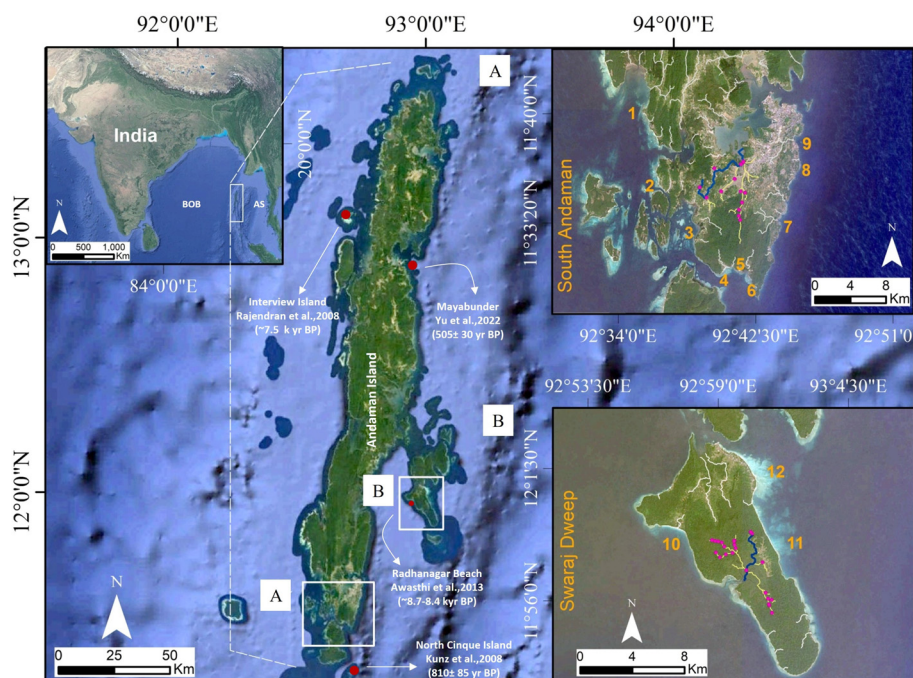 92°0'0"E
93°0'0"E
94°0'0"E
India
BOB
AS
N
0 500 1,000
Km
84°0'0"E
20°0'0"N
13°0'0"N
12°0'0"N
A
Interview Island
Rajendran et al.,2008
(~7.5 k yr BP)
Mayabunder
Yu et al.,2022
(505± 30 yr BP)
Andaman Island
B
B
Radhanagar Beach
Awasthi et al.,2013
(~8.7-8.4 kyr BP)
A
North Cinque Island
Kunz et al.,2008
(810± 85 yr BP)
N
0 25 50
Km
11°40'0"N
11°33'20"N
South Andaman
1
2
3
4
5
6
7
8
9
N
0 4 8
Km
92°34'0"E
92°42'30"E
92°51'0
92°53'30"E
92°59'0"E
93°4'30"E
12°1'30"N
11°56'0"N
Swaraj Dweep
10
11
12
N
0 4 8
Km